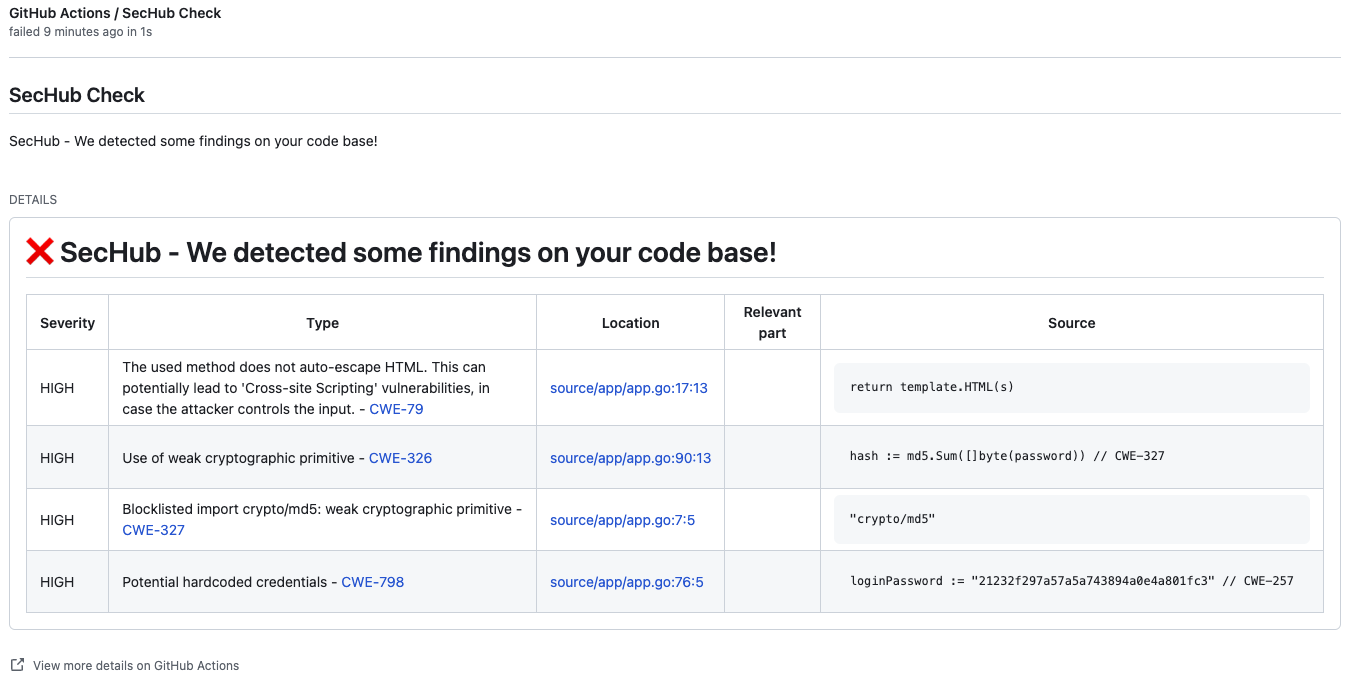 GitHub Actions / SecHub Check
failed 9 minutes ago in 1s
SecHub Check
SecHub - We detected some findings on your code base!
DETAILS
❌ SecHub - We detected some findings on your code base!
Severity
Type
Location
Relevant
part
Source
HIGH
The used method does not auto-escape HTML. This can
potentially lead to 'Cross-site Scripting' vulnerabilities, in
case the attacker controls the input. - CWE-79
source/app/app.go:17:13
return template.HTML(s)
HIGH
Use of weak cryptographic primitive - CWE-326
source/app/app.go:90:13
hash := md5.Sum([]byte(password)) // CWE-327
HIGH
Blocklisted import crypto/md5: weak cryptographic primitive -
CWE-327
source/app/app.go:7:5
"crypto/md5"
HIGH
Potential hardcoded credentials - CWE-798
source/app/app.go:76:5
loginPassword := "21232f297a57a5a743894a0e4a801fc3" // CWE-257
View more details on GitHub Actions